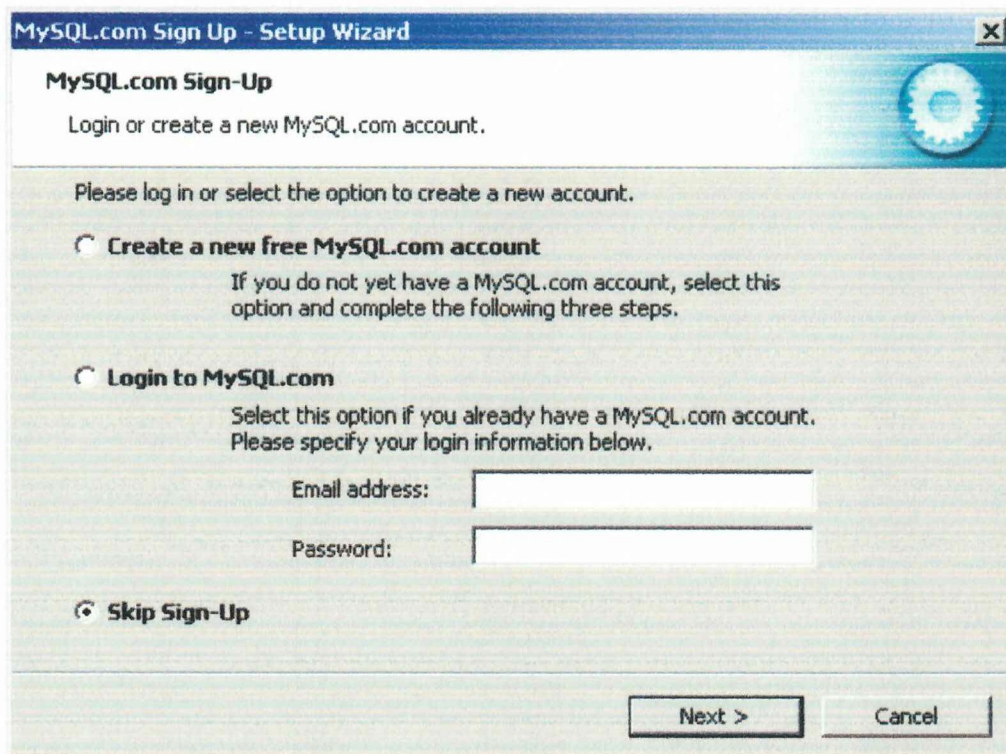 MySQL.com Sign Up - Setup Wizard
MySQL.com Sign-Up
Login or create a new MySQL.com account.
Please log in or select the option to create a new account.
Create a new free MySQL.com account
If you do not yet have a MySQL.com account, select this
option and complete the following three steps.
Login to MySQL.com
Select this option if you already have a MySQL.com account.
Please specify your login information below.
Email address:
Password:
Skip Sign-Up
Next >
Cancel